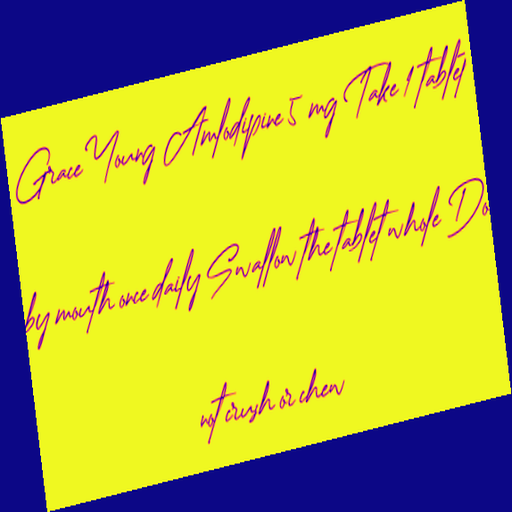 Grace Young Amlodipine 5 mg Take 1 tablet
by mouth once daily Swallow the tablet whole Do
not crush or chew